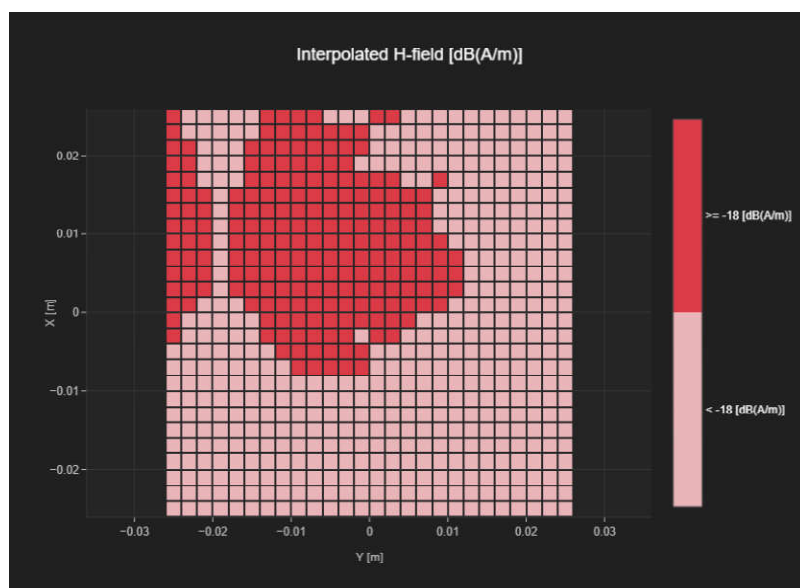 Interpolated H-field [dB(A/m)]
0.02
0.01
0
−0.01
−0.02
X [m]
−0.03
−0.02
−0.01
0
0.01
0.02
0.03
Y [m]
>= -18 [dB(A/m)]
< -18 [dB(A/m)]